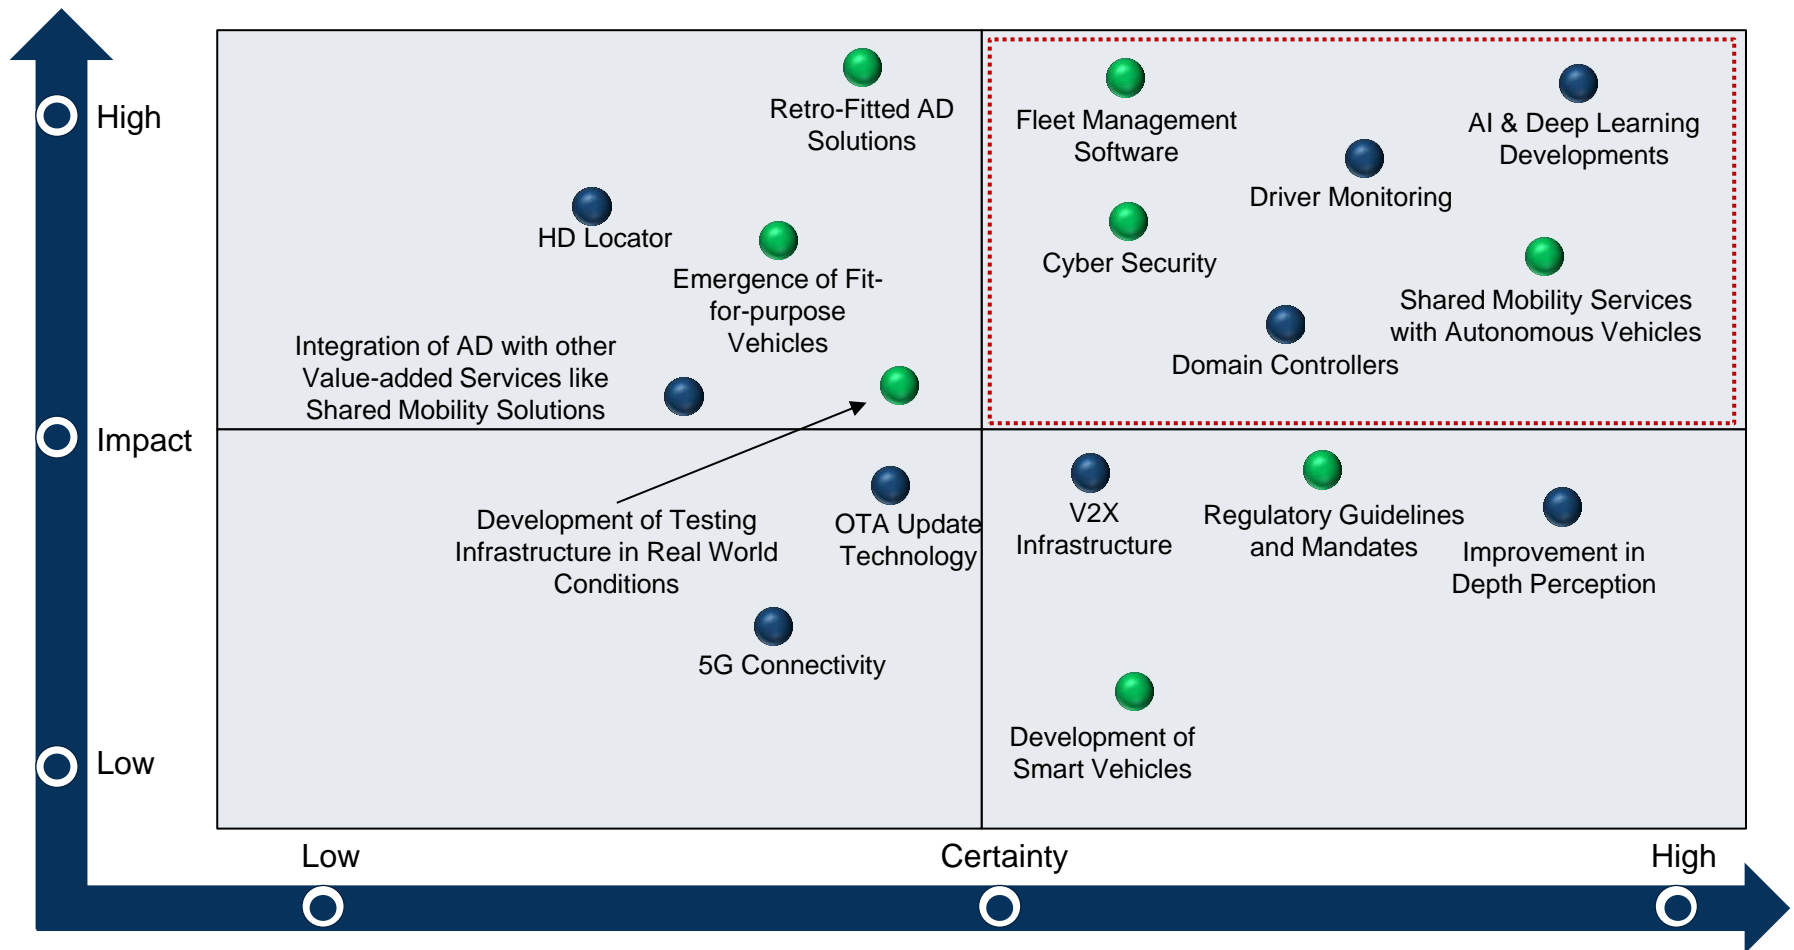 High
Impact
Low
Retro-Fitted AD
Solutions
HD Locator
Emergence of Fit-
for-purpose
Vehicles
Integration of AD with other
Value-added Services like
Shared Mobility Solutions
Fleet Management
Software
AI & Deep Learning
Developments
Driver Monitoring
Cyber Security
Shared Mobility Services
with Autonomous Vehicles
Domain Controllers
Development of Testing
Infrastructure in Real World
Conditions
OTA Update
Technology
5G Connectivity
V2X
Infrastructure
Regulatory Guidelines
and Mandates
Improvement in
Depth Perception
Development of
Smart Vehicles
Low
Certainty
High